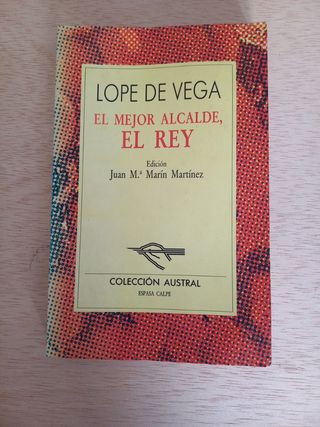 LOPE DE VEGA
EL MEJOR ALCALDE,
EL REY
Edición
Juan M.ª Marín Martínez
COLECCIÓN AUSTRAL
ESPASA CALPE